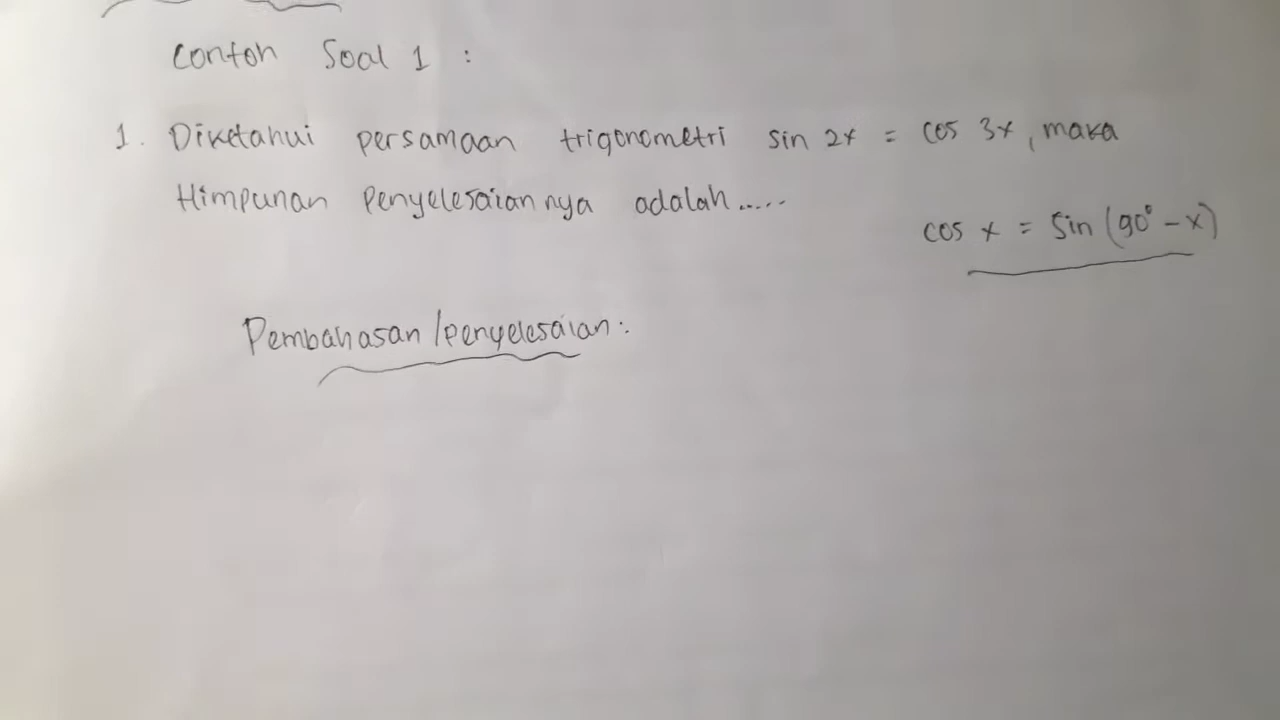 Contoh Soal 1 :
1. Diketahui persamaan trigonometri sin 2x = cos 3x, maka
Himpunan Penyelesaiannya adalah.....
cos x = sin (90° - x)
Pembahasan/penyelesaian: